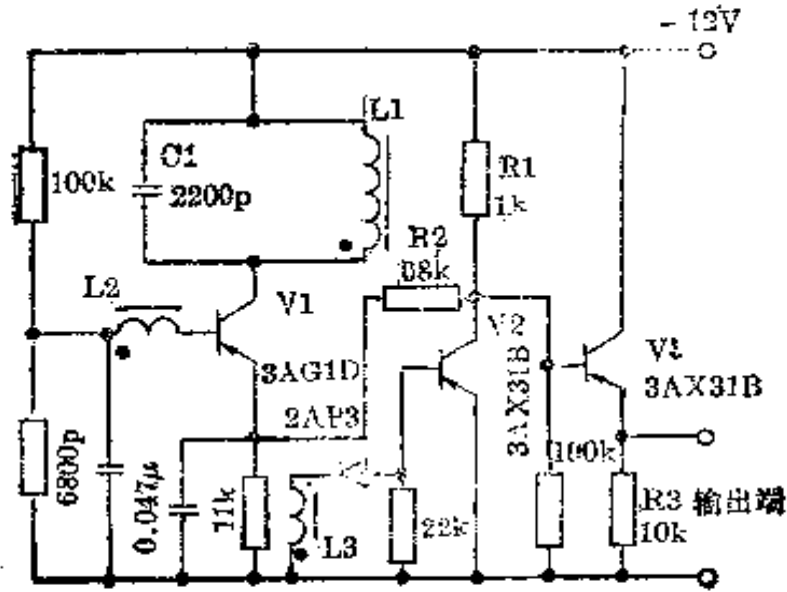 - 12V
L1
C1
2200p
100k
R1
1k
R2
68k
L2
V1
V2
3AG1D
3AX31B
V3
3AX31B
2AP3
6800p
0.047μ
11k
L3
22k
100k
R3 输出端
10k